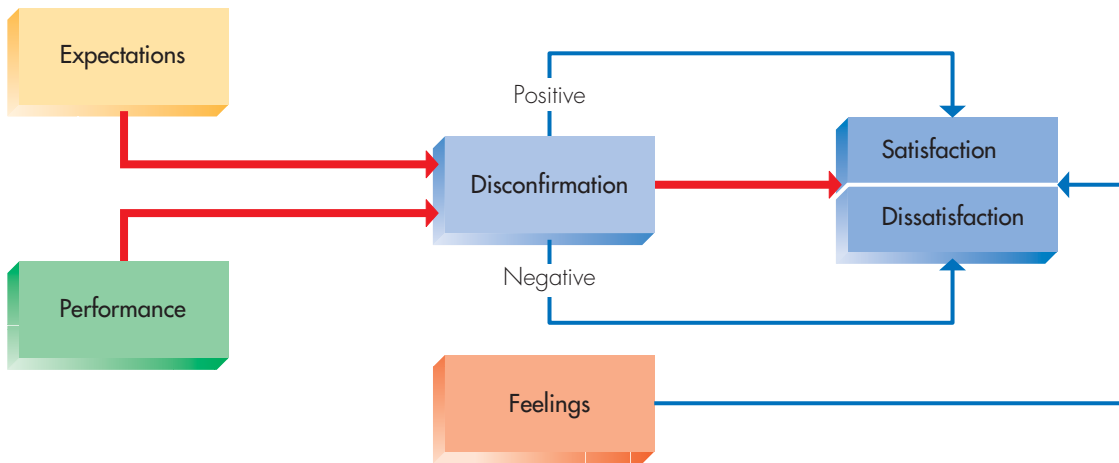 Expectations
Positive
Satisfaction
Disconfirmation
Dissatisfaction
Negative
Performance
Feelings